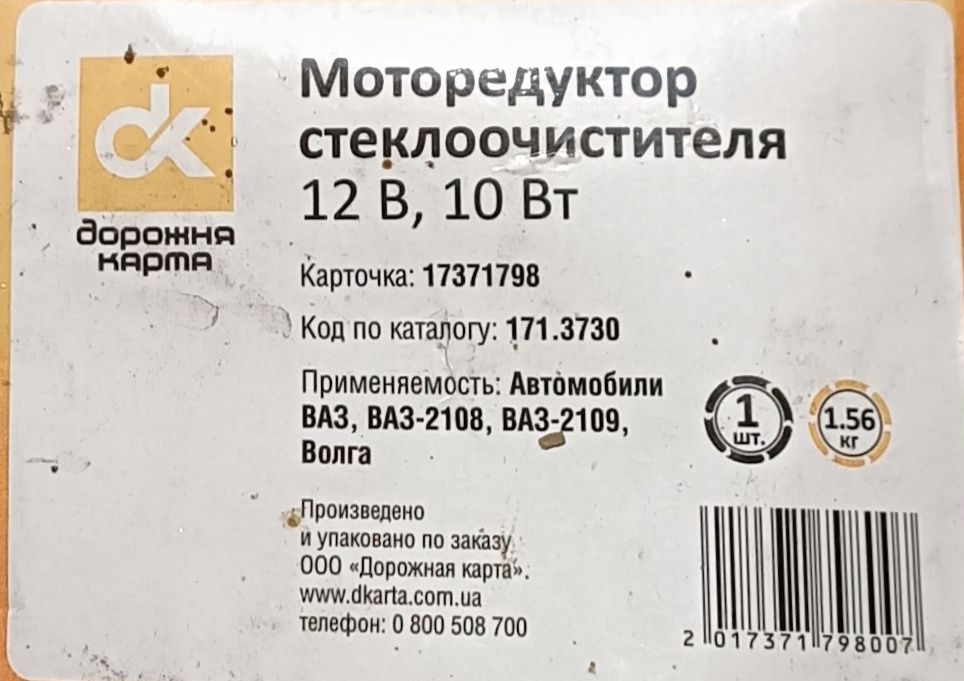 dk
дорожня
карта
Моторедуктор
стеклоочистителя
12 В, 10 Вт
Карточка: 17371798
Код по каталогу: 171.3730
Применяемость: Автомобили
ВАЗ, ВАЗ-2108, ВАЗ-2109,
Волга
1
шт.
1.56
кг
Произведено
и упаковано по заказу
ООО «Дорожная карта».
www.dkarta.com.ua
телефон: 0 800 508 700
2 017371 798007